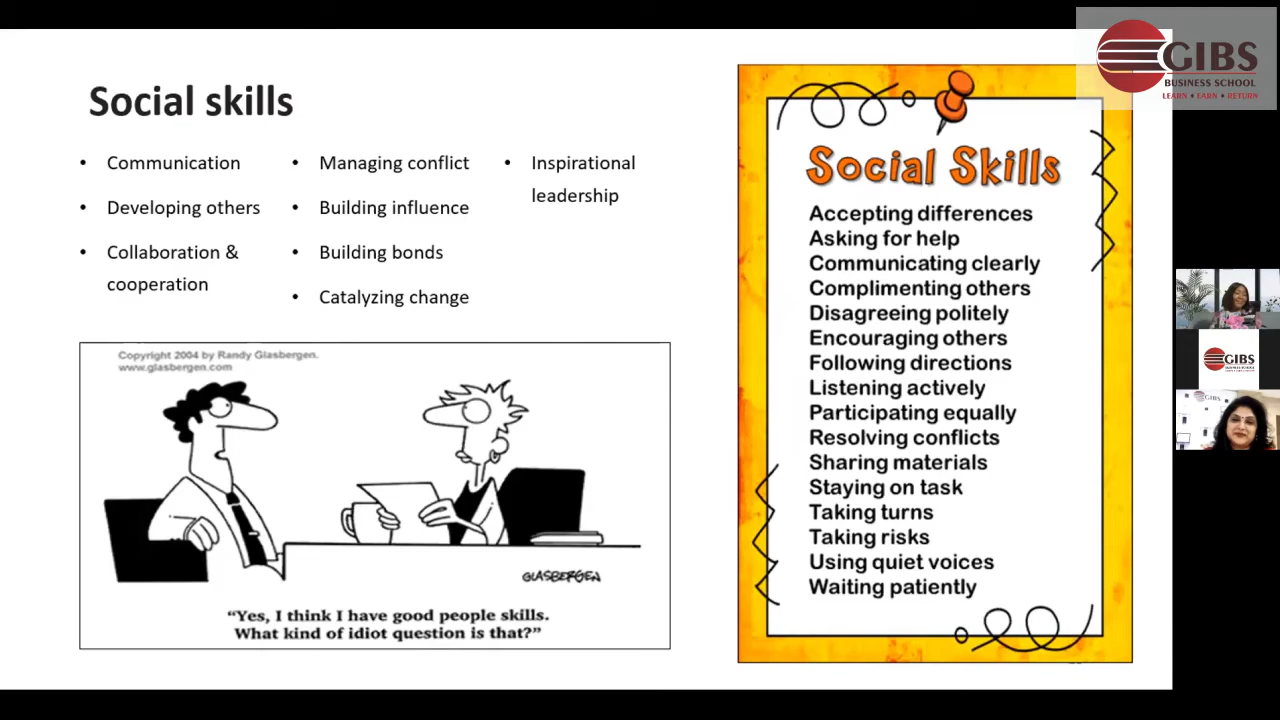 Social skills
• Communication
• Developing others
• Collaboration &
cooperation
• Managing conflict
• Building influence
• Building bonds
• Catalyzing change
• Inspirational
leadership
Copyright 2004 by Randy Glasbergen.
www.glasbergen.com
GLASBERGEN
“Yes, I think I have good people skills.
What kind of idiot question is that?”
Social Skills
Accepting differences
Asking for help
Communicating clearly
Complimenting others
Disagreeing politely
Encouraging others
Following directions
Listening actively
Participating equally
Resolving conflicts
Sharing materials
Staying on task
Taking turns
Taking risks
Using quiet voices
Waiting patiently
GIBS
BUSINESS SCHOOL
LEARN • EARN • RETURN
GIBS
BUSINESS SCHOOL
GIBS